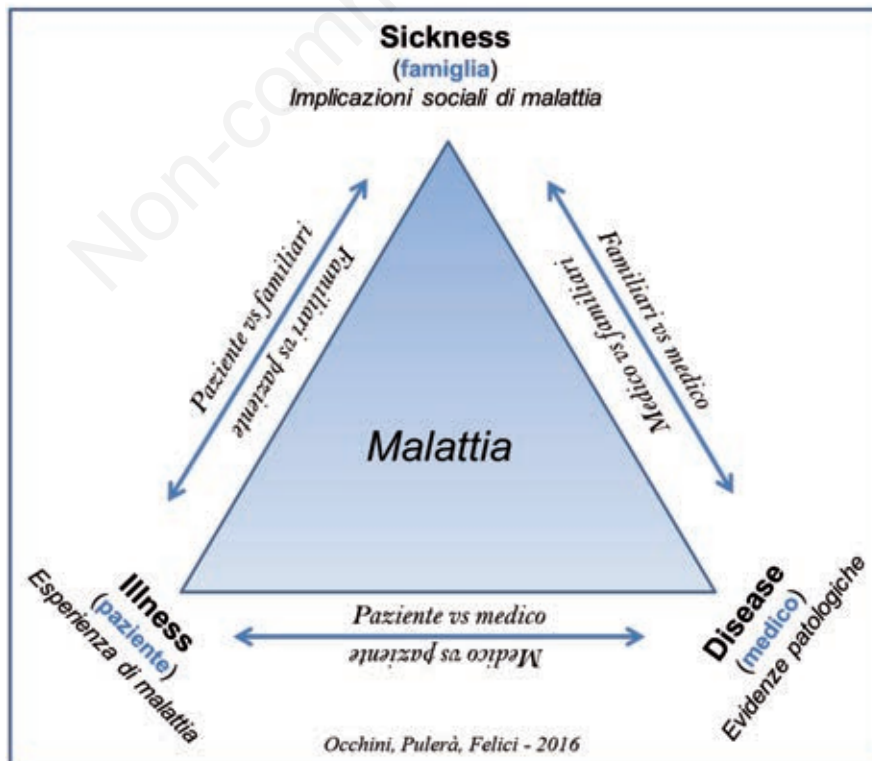 Non-comm
Sickness
(famiglia)
Implicazioni sociali di malattia
Paziente vs familiari
Familiari vs paziente
Familiari vs medico
Medico vs familiari
Malattia
Illness
(paziente)
Esperienza di malattia
Paziente vs medico
Medico vs paziente
Disease
(medico)
Evidenze patologiche
Occhini, Pulerà, Felici - 2016